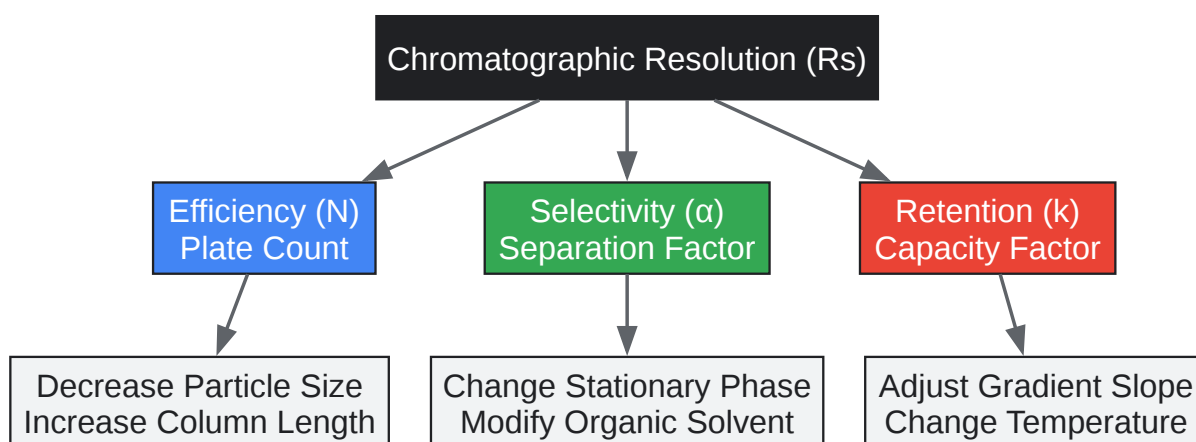 Chromatographic Resolution (Rs)
Efficiency (N)
Plate Count
Selectivity (α)
Separation Factor
Retention (k)
Capacity Factor
Decrease Particle Size
Increase Column Length
Change Stationary Phase
Modify Organic Solvent
Adjust Gradient Slope
Change Temperature